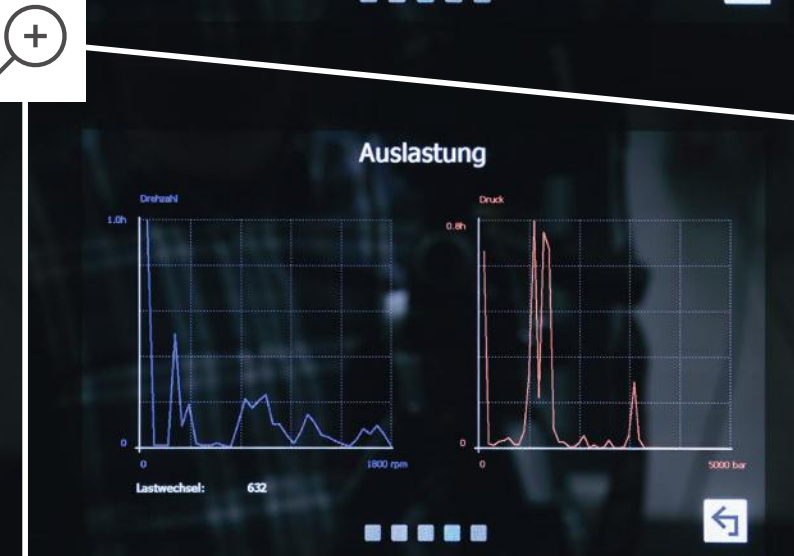 Auslastung
Drehzahl
1.0h
0
0
1800 rpm
Lastwechsel: 632
Druck
0.8h
0
0
5000 bar